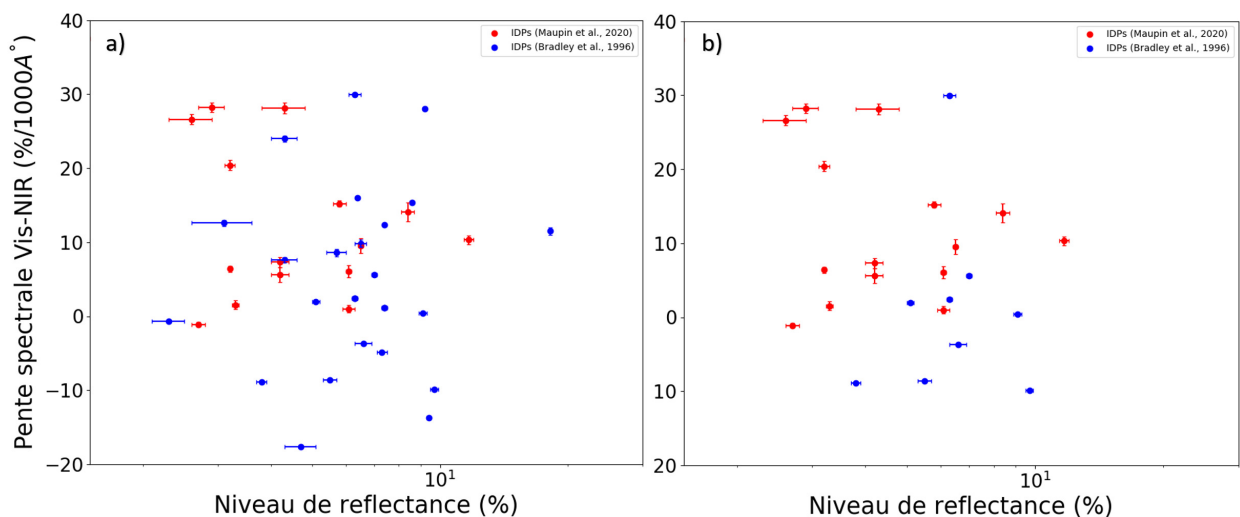 a)
IDPs (Maupin et al., 2020)
IDPs (Bradley et al., 1996)
40
30
20
10
0
−10
−20
Pente spectrale Vis-NIR (%/1000A°)
10¹
Niveau de reflectance (%)
b)
IDPs (Maupin et al., 2020)
IDPs (Bradley et al., 1996)
40
30
20
10
0
10
20
10¹
Niveau de reflectance (%)